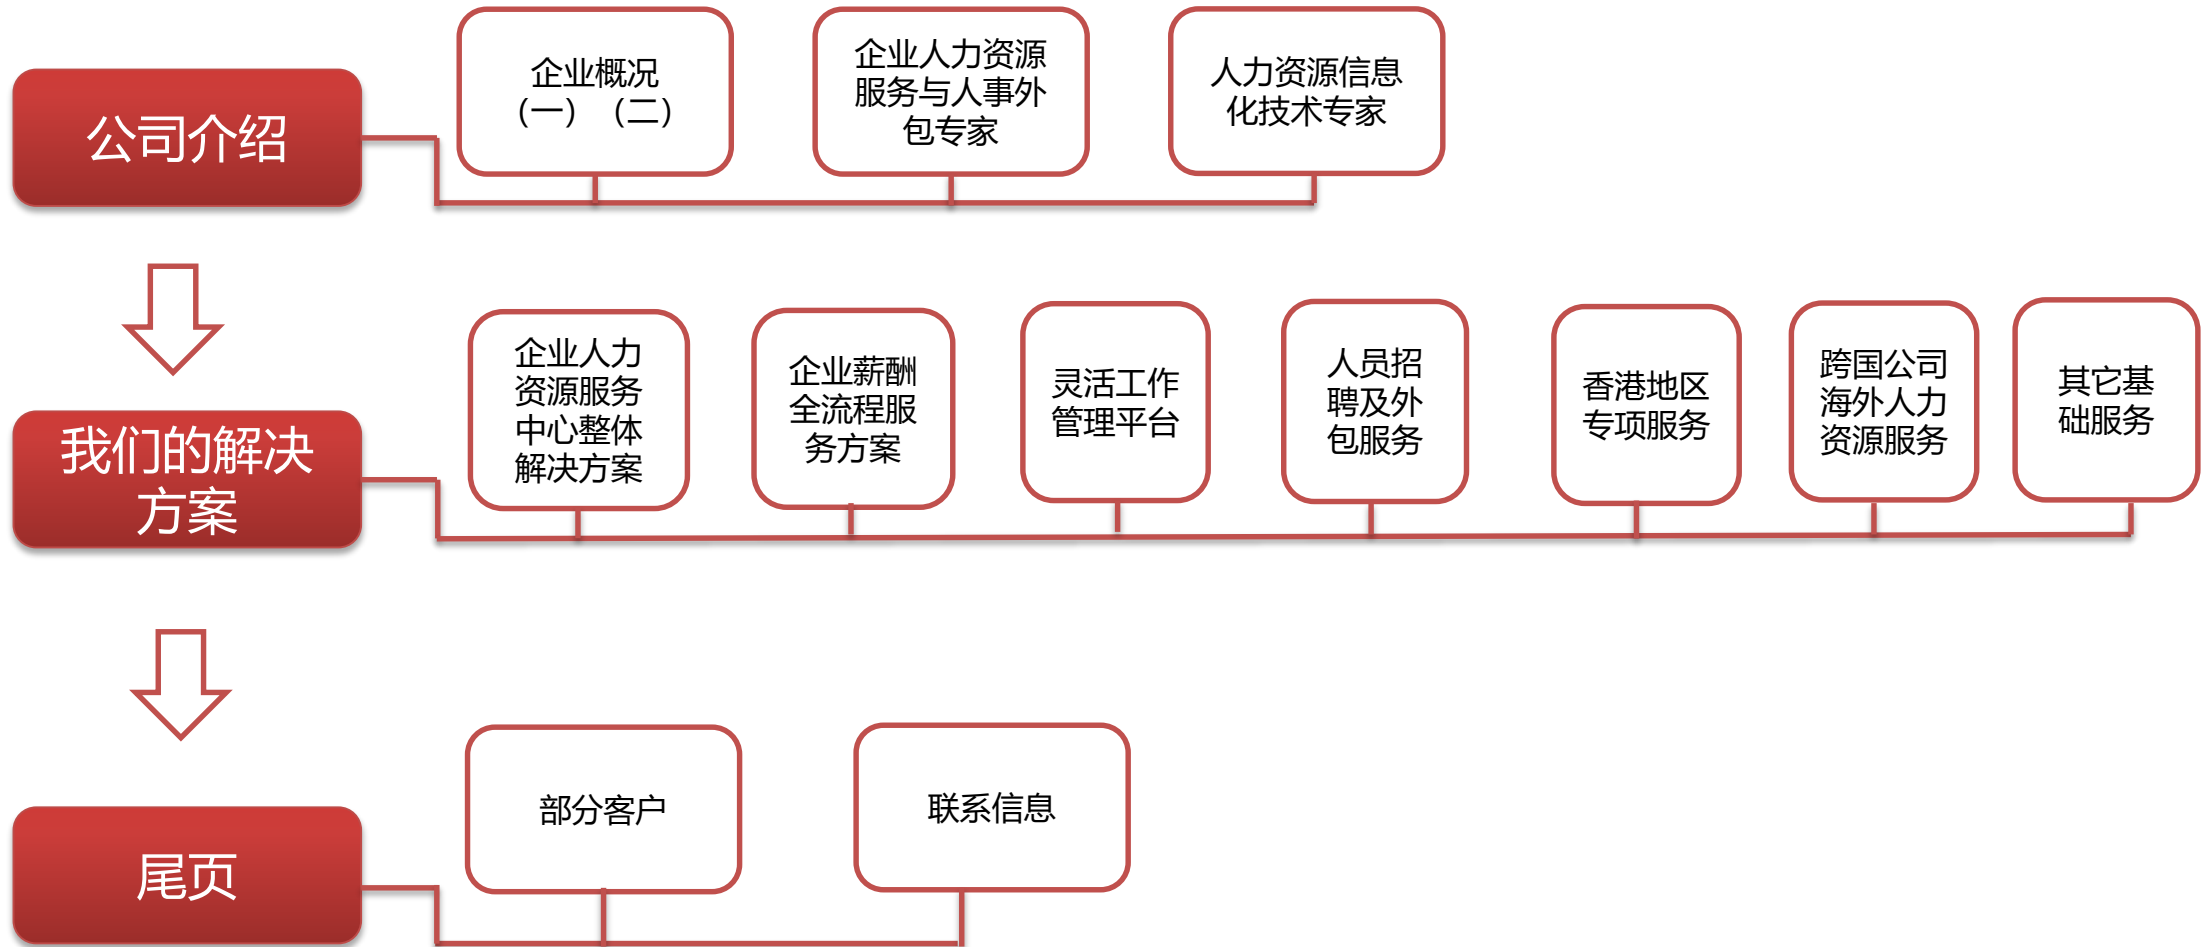 公司介绍
企业概况
（一）（二）
企业人力资源
服务与人事外
包专家
人力资源信息
化技术专家
我们的解决
方案
企业人力
资源服务
中心整体
解决方案
企业薪酬
全流程服
务方案
灵活工作
管理平台
人员招
聘及外
包服务
香港地区
专项服务
跨国公司
海外人力
资源服务
其它基
础服务
尾页
部分客户
联系信息